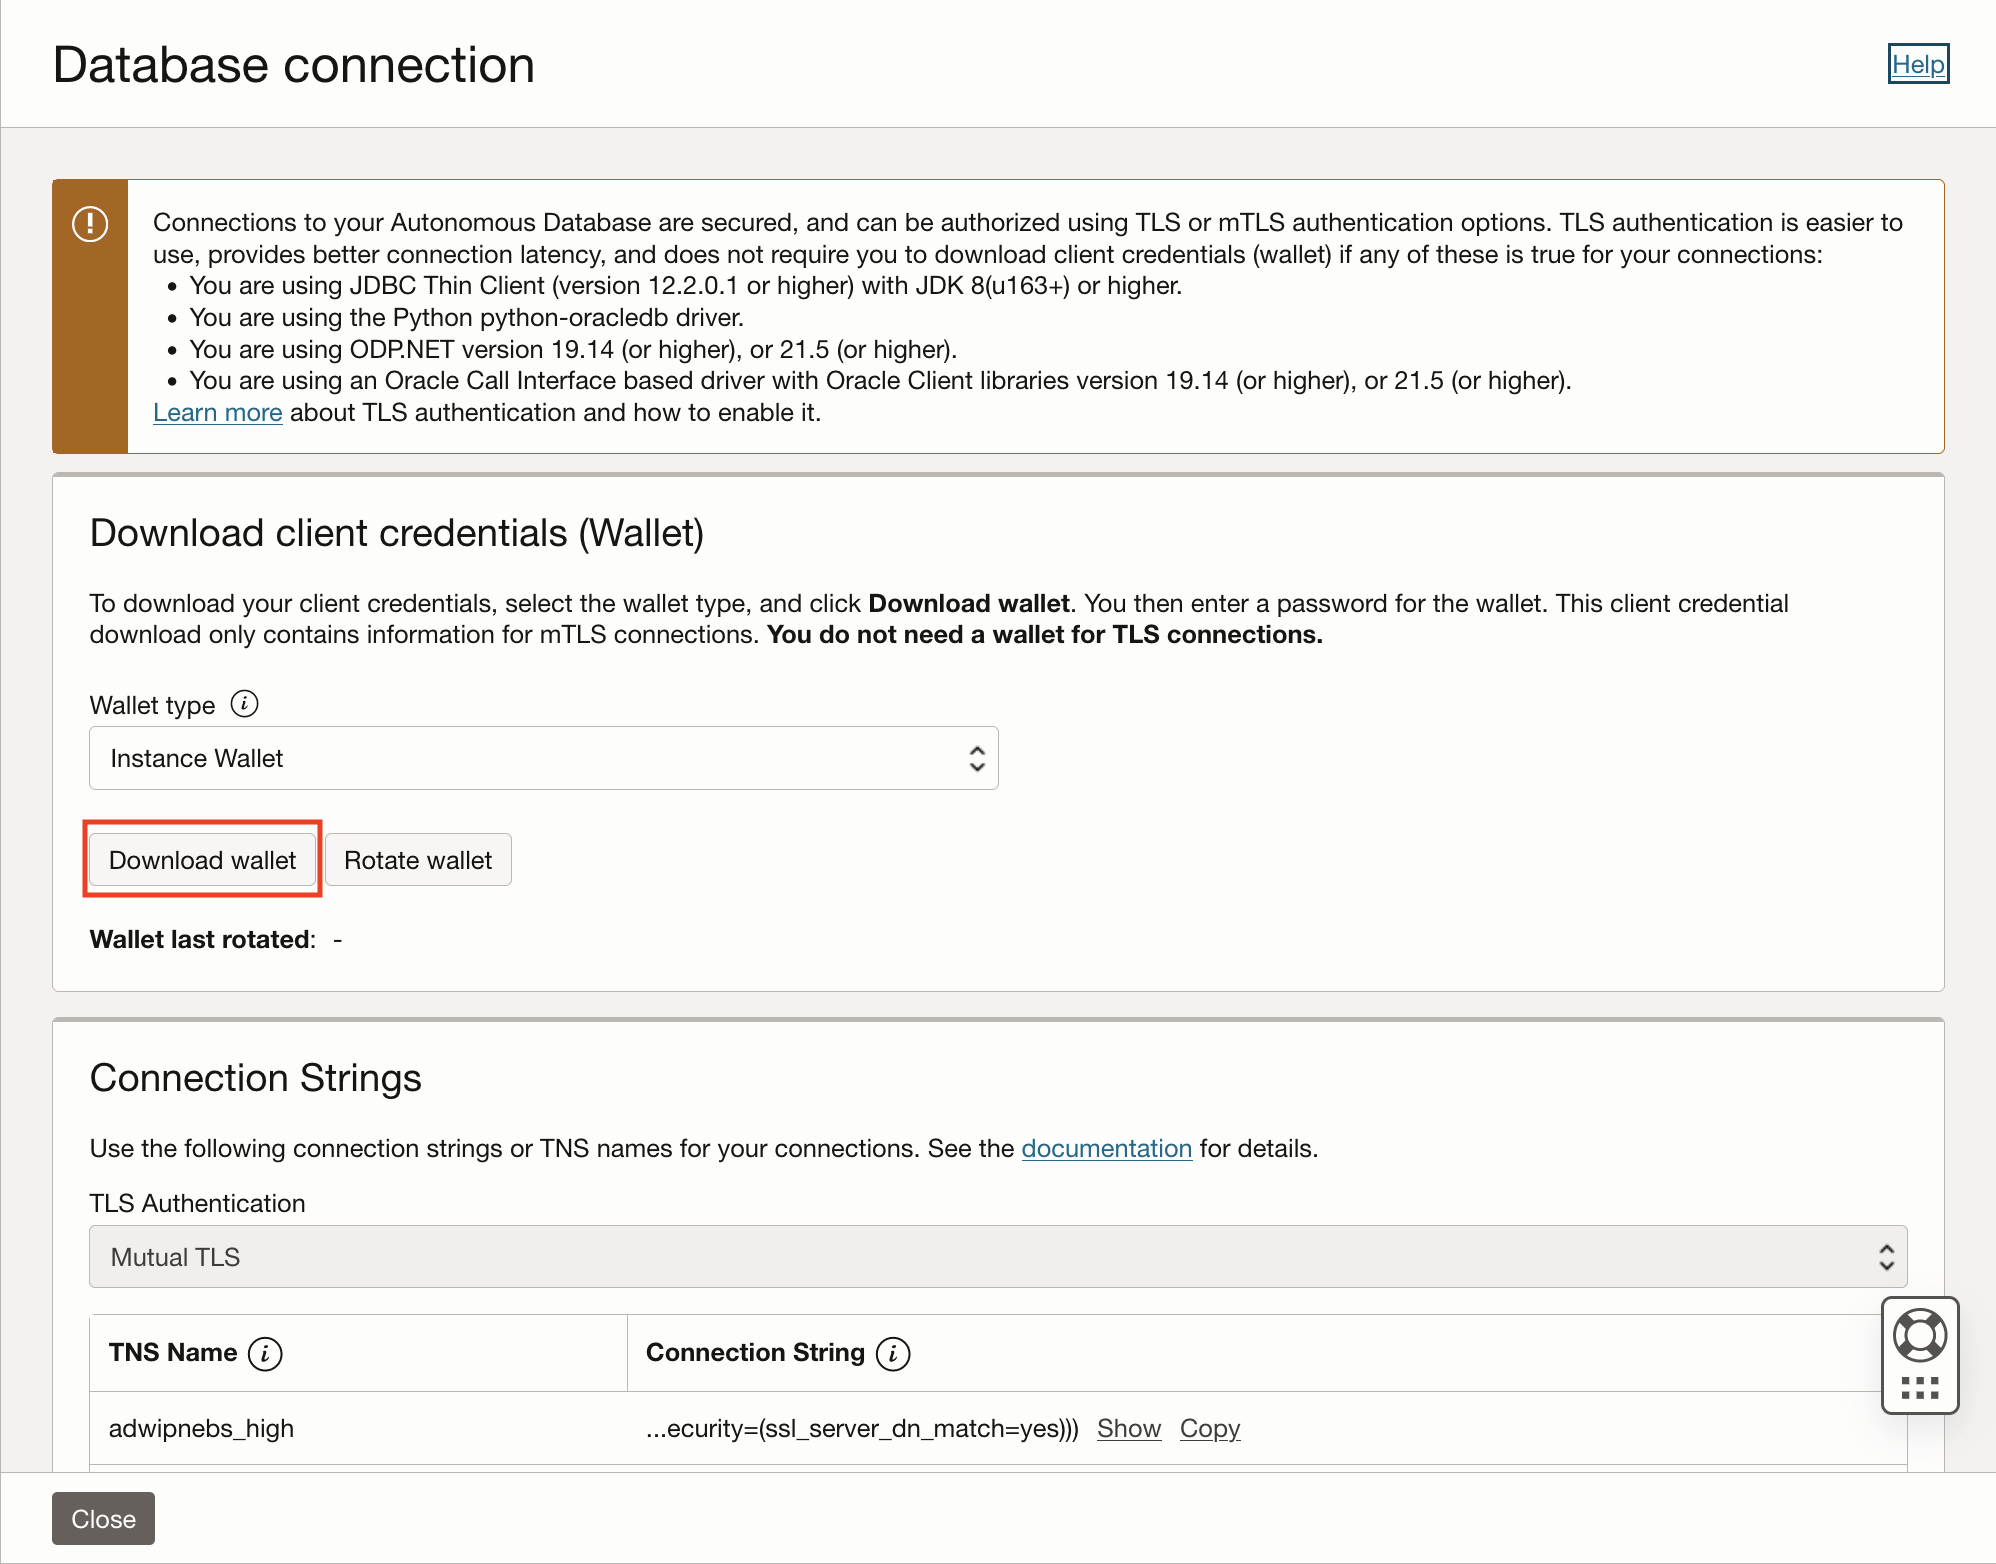 Database connection
Help
Connections to your Autonomous Database are secured, and can be authorized using TLS or mTLS authentication options. TLS authentication is easier to
use, provides better connection latency, and does not require you to download client credentials (wallet) if any of these is true for your connections:
• You are using JDBC Thin Client (version 12.2.0.1 or higher) with JDK 8(u163+) or higher.
• You are using the Python python-oracledb driver.
• You are using ODP.NET version 19.14 (or higher), or 21.5 (or higher).
• You are using an Oracle Call Interface based driver with Oracle Client libraries version 19.14 (or higher), or 21.5 (or higher).
Learn more about TLS authentication and how to enable it.
Download client credentials (Wallet)
To download your client credentials, select the wallet type, and click Download wallet. You then enter a password for the wallet. This client credential
download only contains information for mTLS connections. You do not need a wallet for TLS connections.
Wallet type
Instance Wallet
Download wallet Rotate wallet
Wallet last rotated: -
Connection Strings
Use the following connection strings or TNS names for your connections. See the documentation for details.
TLS Authentication
Mutual TLS
TNS Name Connection String
adwipnebs_high ...ecurity=(ssl_server_dn_match=yes))) Show Copy
Close